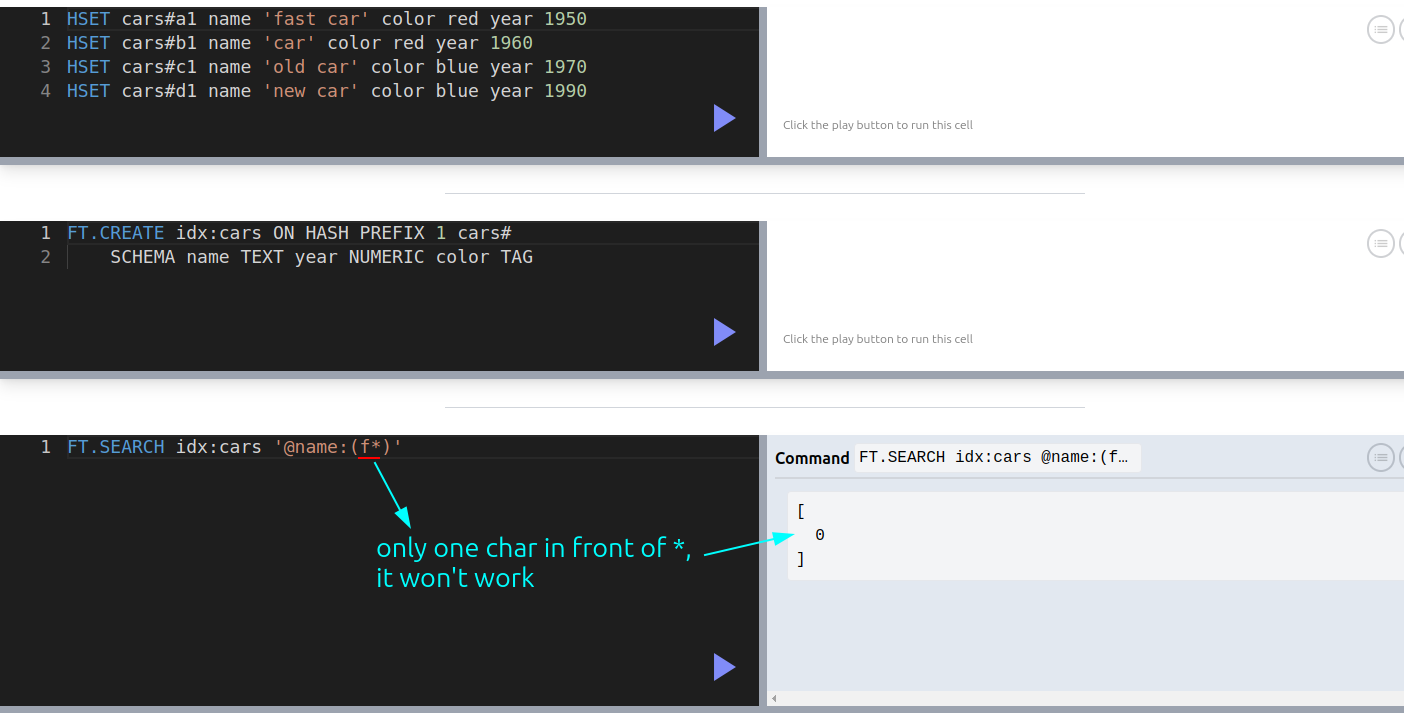 1 HSET cars#a1 name 'fast car' color red year 1950
2 HSET cars#b1 name 'car' color red year 1960
3 HSET cars#c1 name 'old car' color blue year 1970
4 HSET cars#d1 name 'new car' color blue year 1990
Click the play button to run this cell
1 FT.CREATE idx:cars ON HASH PREFIX 1 cars#
2 SCHEMA name TEXT year NUMERIC color TAG
Click the play button to run this cell
1 FT.SEARCH idx:cars '@name:(f*)'
only one char in front of *,
it won't work
Command FT.SEARCH idx:cars @name:(f…
[
0
]